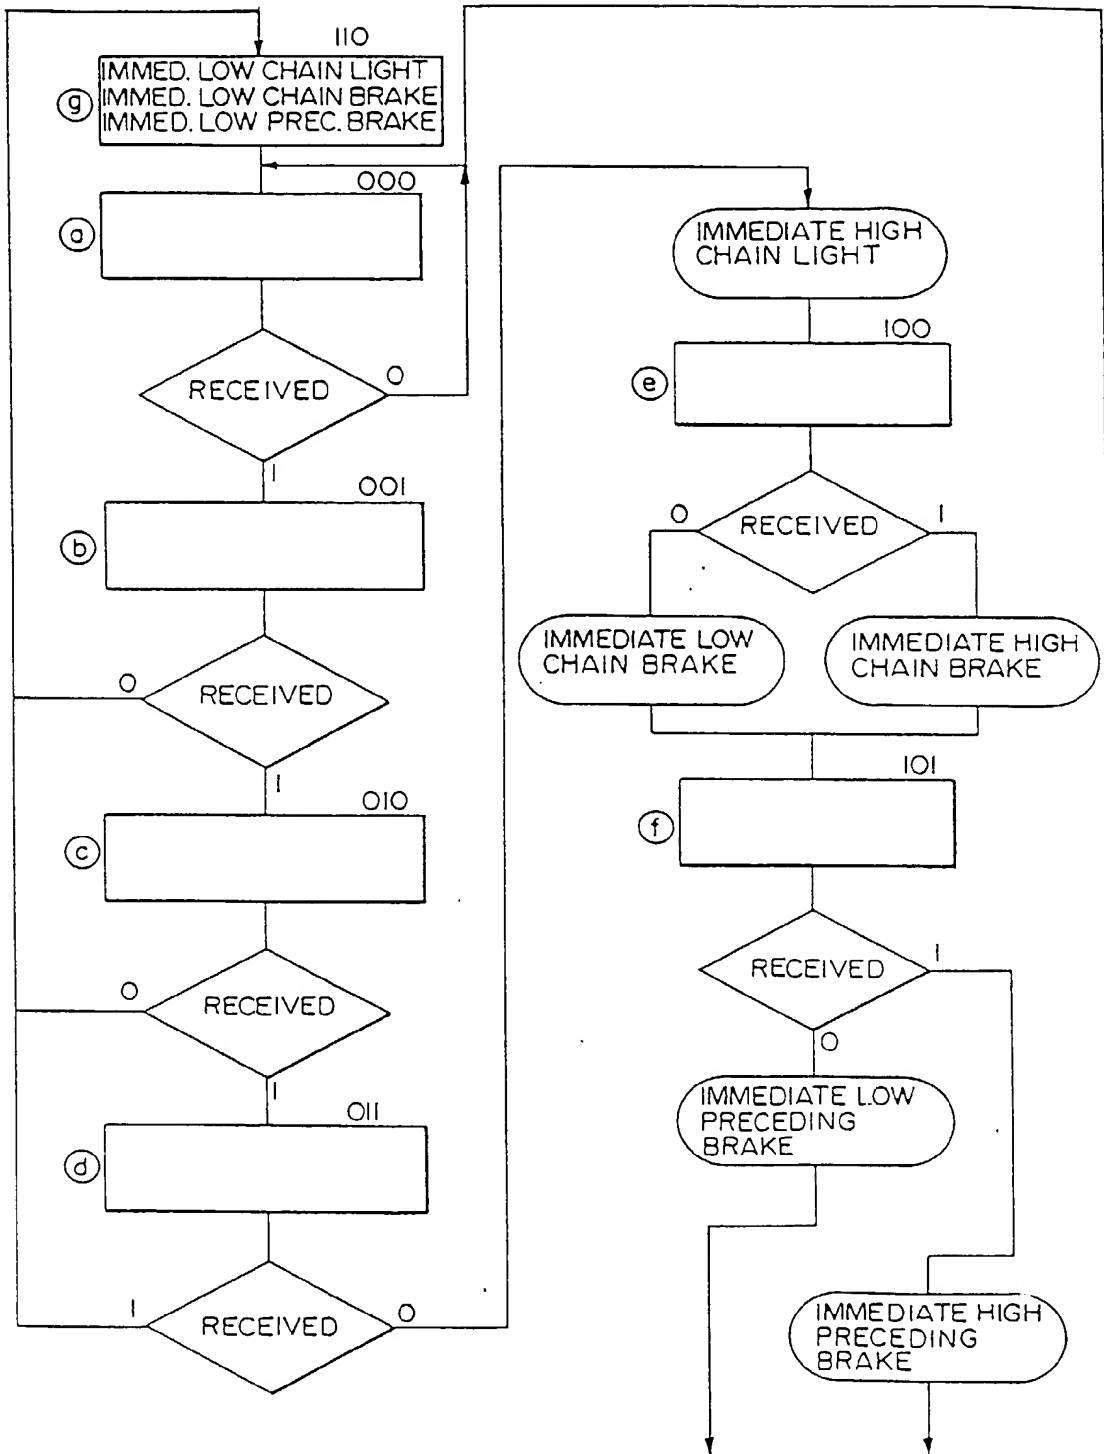 110
IMMED. LOW CHAIN LIGHT
IMMED. LOW CHAIN BRAKE
IMMED. LOW PREC. BRAKE
g
000
a
RECEIVED
0
1
001
b
RECEIVED
0
1
010
c
RECEIVED
0
1
011
d
RECEIVED
1
0
IMMEDIATE HIGH
CHAIN LIGHT
100
e
RECEIVED
0
1
IMMEDIATE LOW
CHAIN BRAKE
IMMEDIATE HIGH
CHAIN BRAKE
101
f
RECEIVED
1
0
IMMEDIATE LOW
PRECEDING
BRAKE
IMMEDIATE HIGH
PRECEDING
BRAKE